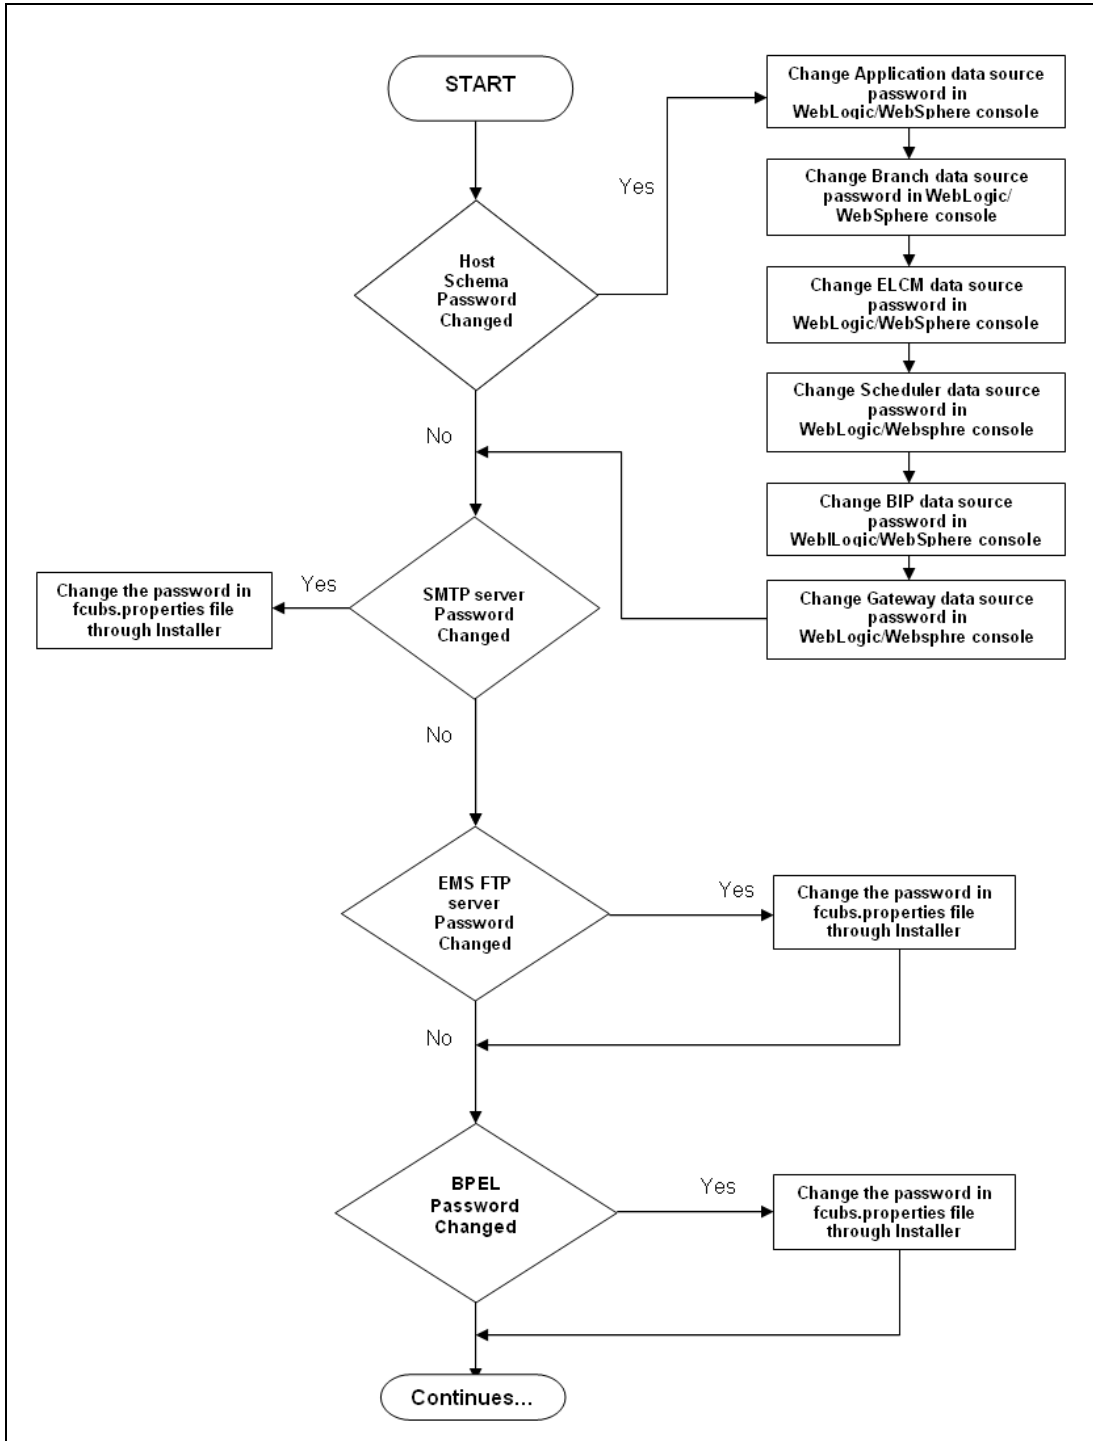 START
Change Application data source
password in
WebLogic/WebSphere console
Yes
Change Branch data source
password in WebLogic/
WebSphere console
Host
Schema
Password
Changed
Change ELCM data source
password in
WebLogic/WebSphere console
Change Scheduler data source
password in
WebLogic/Websphre console
No
Change BIP data source
password in
WeblLogic/WebSphere console
Change the password in
fcubs.properties file
through Installer
Yes
SMTP server
Password
Changed
Change Gateway data source
password in
WebLogic/Websphre console
No
EMS FTP
server
Password
Changed
Yes
Change the password in
fcubs.properties file
through Installer
No
BPEL
Password
Changed
Yes
Change the password in
fcubs.properties file
through Installer
Continues...